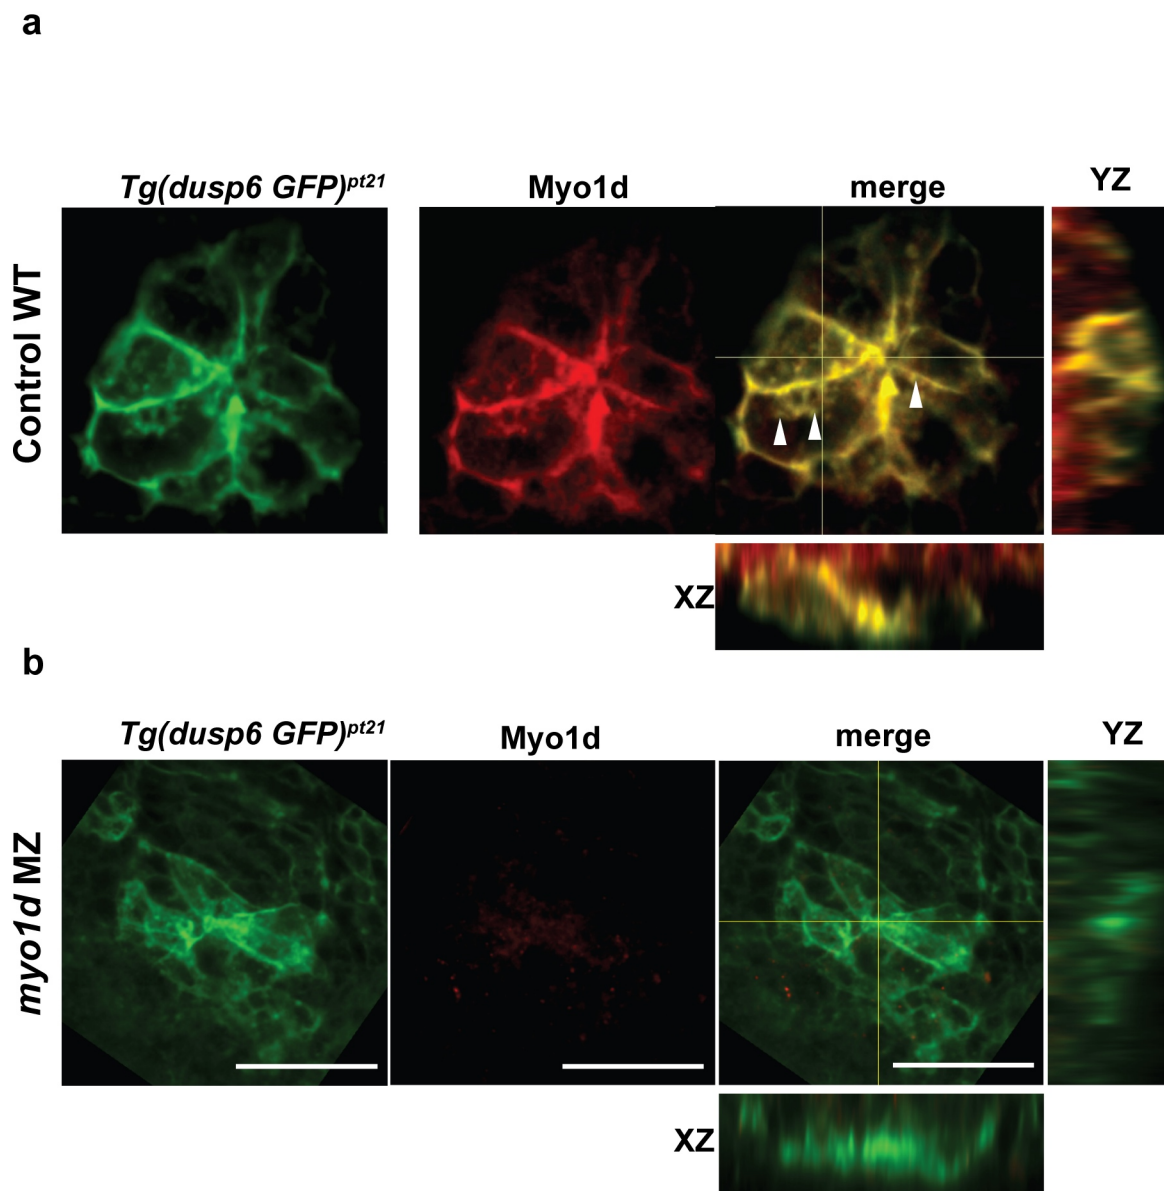 a
Tg(dusp6 GFP)pt21
Myo1d
merge
YZ
Control WT
XZ
b
Tg(dusp6 GFP)pt21
Myo1d
merge
YZ
myo1d MZ
XZ